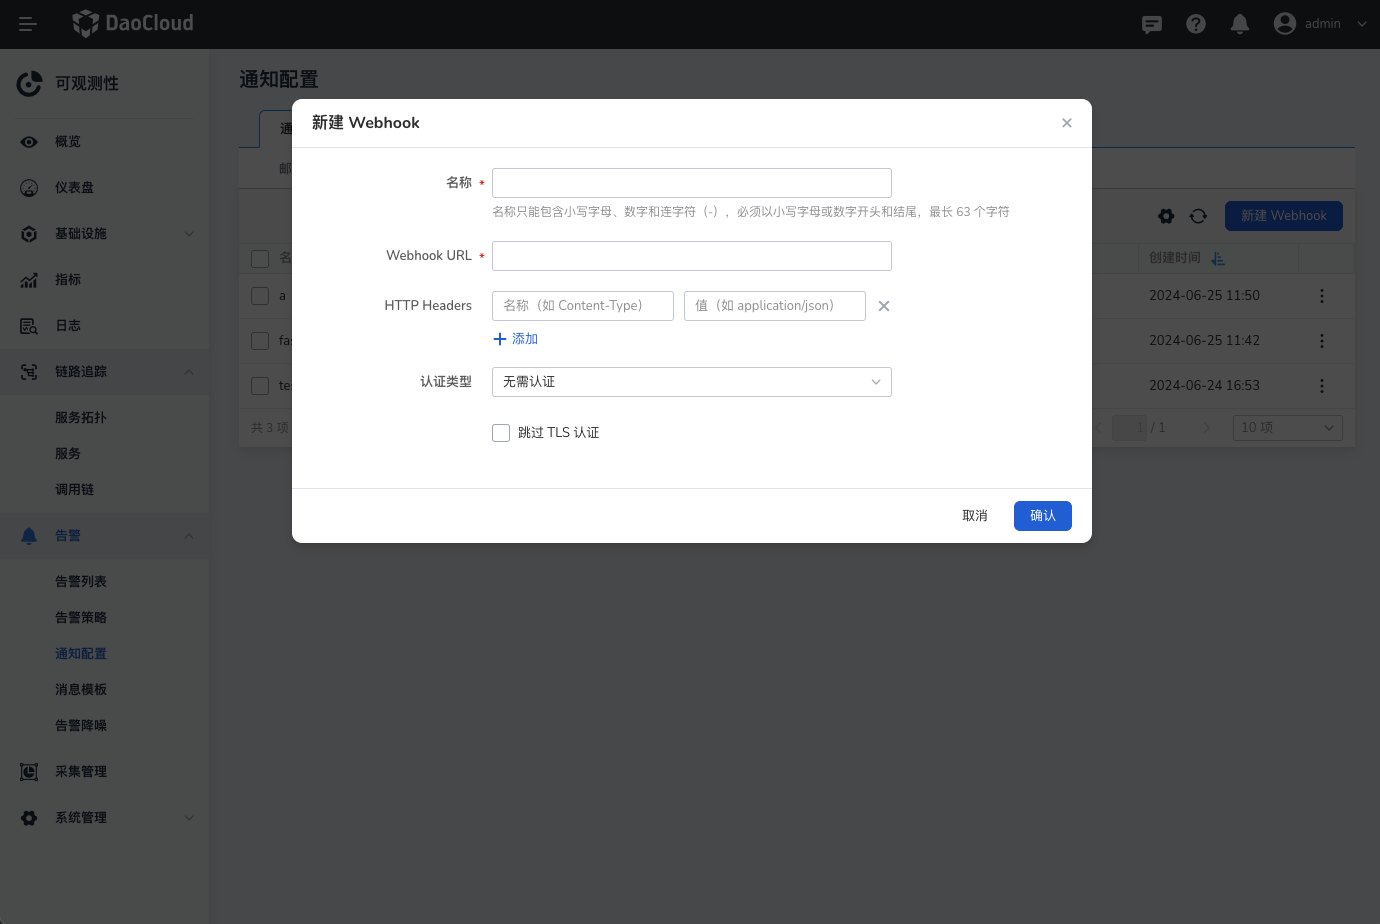 DaoCloud
admin
可观测性
概览
仪表盘
基础设施
指标
日志
链路追踪
服务拓扑
服务
调用链
告警
告警列表
告警策略
通知配置
消息模板
告警降噪
采集管理
系统管理
通知配置
通
邮
新建 Webhook
名
创建时间
a
2024-06-25 11:50
fas
2024-06-25 11:42
te
2024-06-24 16:53
共 3 项
1 / 1
10 项
新建 Webhook
名称 *
名称只能包含小写字母、数字和连字符（-），必须以小写字母或数字开头和结尾，最长 63 个字符
Webhook URL *
HTTP Headers
名称（如 Content-Type）
值（如 application/json）
添加
认证类型
无需认证
跳过 TLS 认证
取消
确认